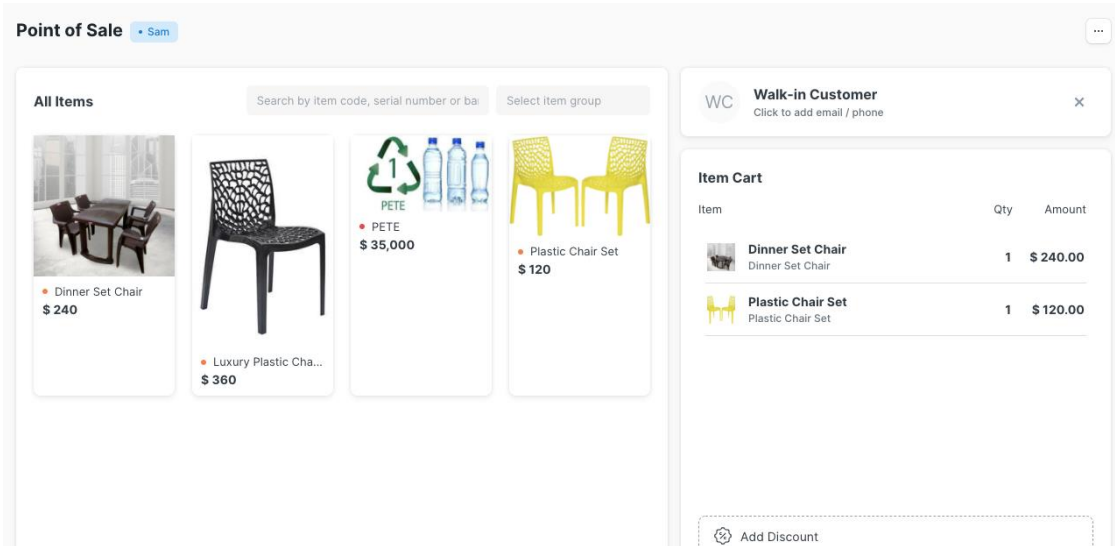 Point of Sale • Sam
...
All Items
Search by item code, serial number or ba
Select item group
1
PETE
Dinner Set Chair
$ 240
Luxury Plastic Cha...
$ 360
PETE
$ 35,000
Plastic Chair Set
$ 120
WC
Walk-in Customer
Click to add email / phone
Item Cart
Item Qty Amount
Dinner Set Chair 1 $ 240.00
Dinner Set Chair
Plastic Chair Set 1 $ 120.00
Plastic Chair Set
Add Discount